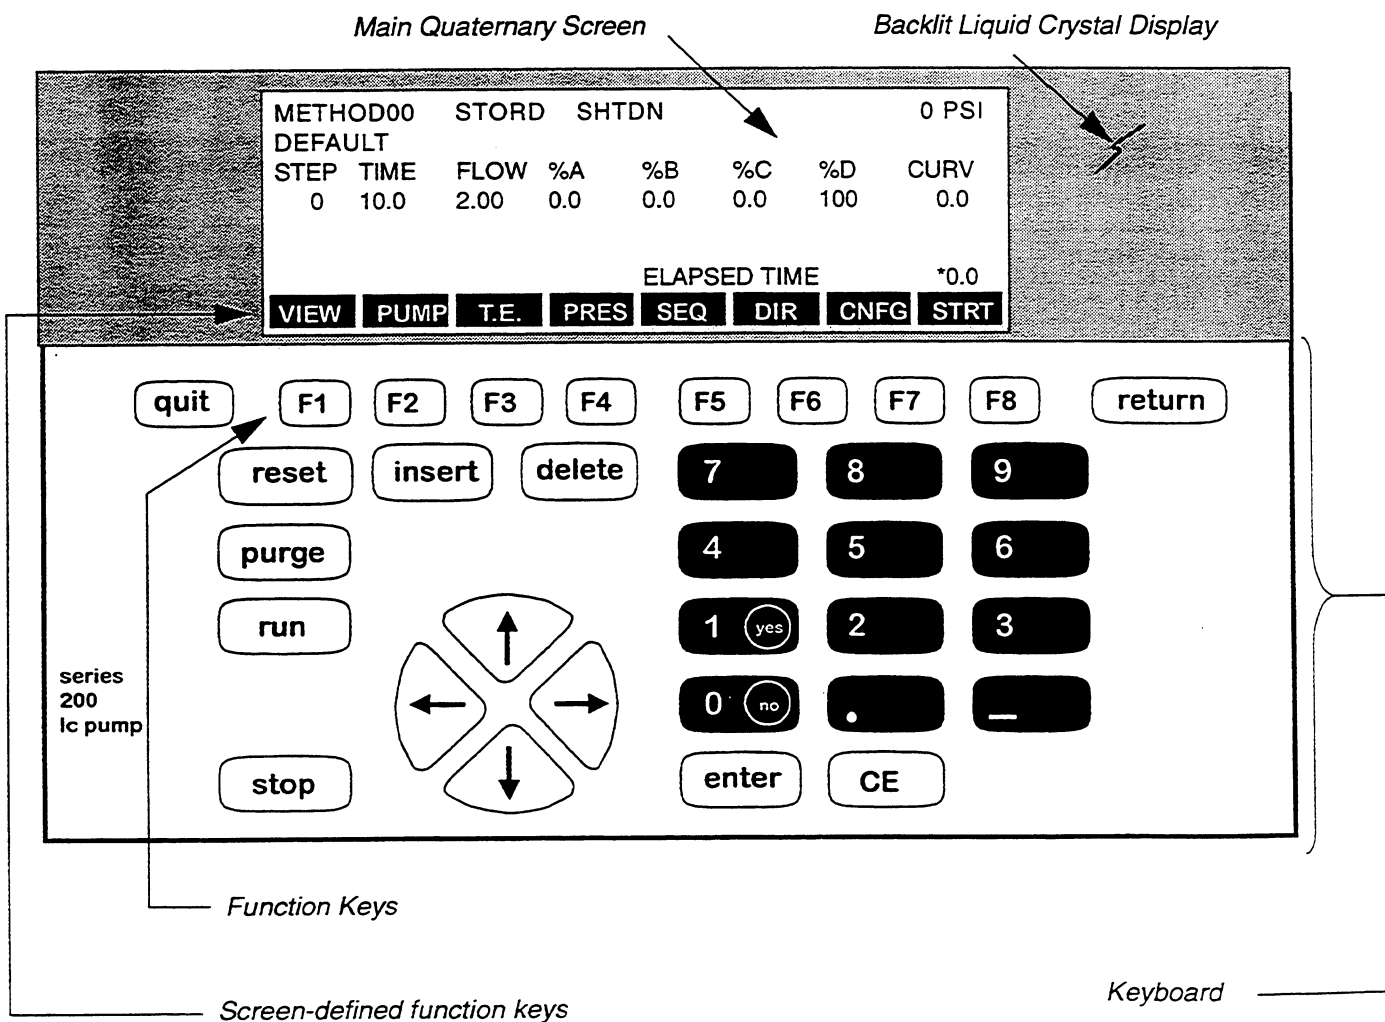 Main Quaternary Screen
Backlit Liquid Crystal Display
METHOD00 STORD SHTDN 0 PSI
DEFAULT
STEP TIME FLOW %A %B %C %D CURV
0 10.0 2.00 0.0 0.0 0.0 100 0.0
ELAPSED TIME *0.0
VIEW PUMP T.E. PRES SEQ DIR CNFG STRT
quit F1 F2 F3 F4 F5 F6 F7 F8 return
reset insert delete 7 8 9
purge 4 5 6
run 1 yes 2 3
series
200
lc pump
0 no . –
stop enter CE
Function Keys
Keyboard
Screen-defined function keys